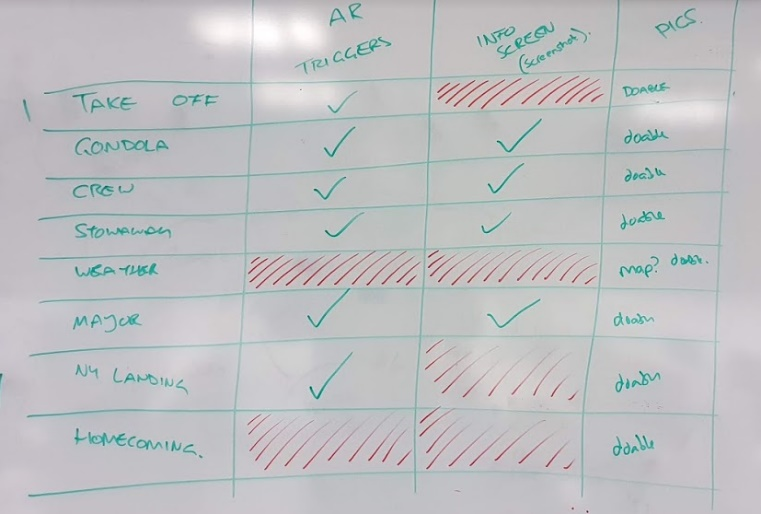 AR TRIGGERS INFO SCREEN (screenshot). PICS.
1 TAKE OFF ✓ DOABLE
GONDOLA ✓ ✓ doable
CREW ✓ ✓ doable
STOWAWAY ✓ ✓ doable
WEATHER map? doable.
MAYOR ✓ ✓ doable
NY LANDING ✓ doable
HOMECOMING. doable